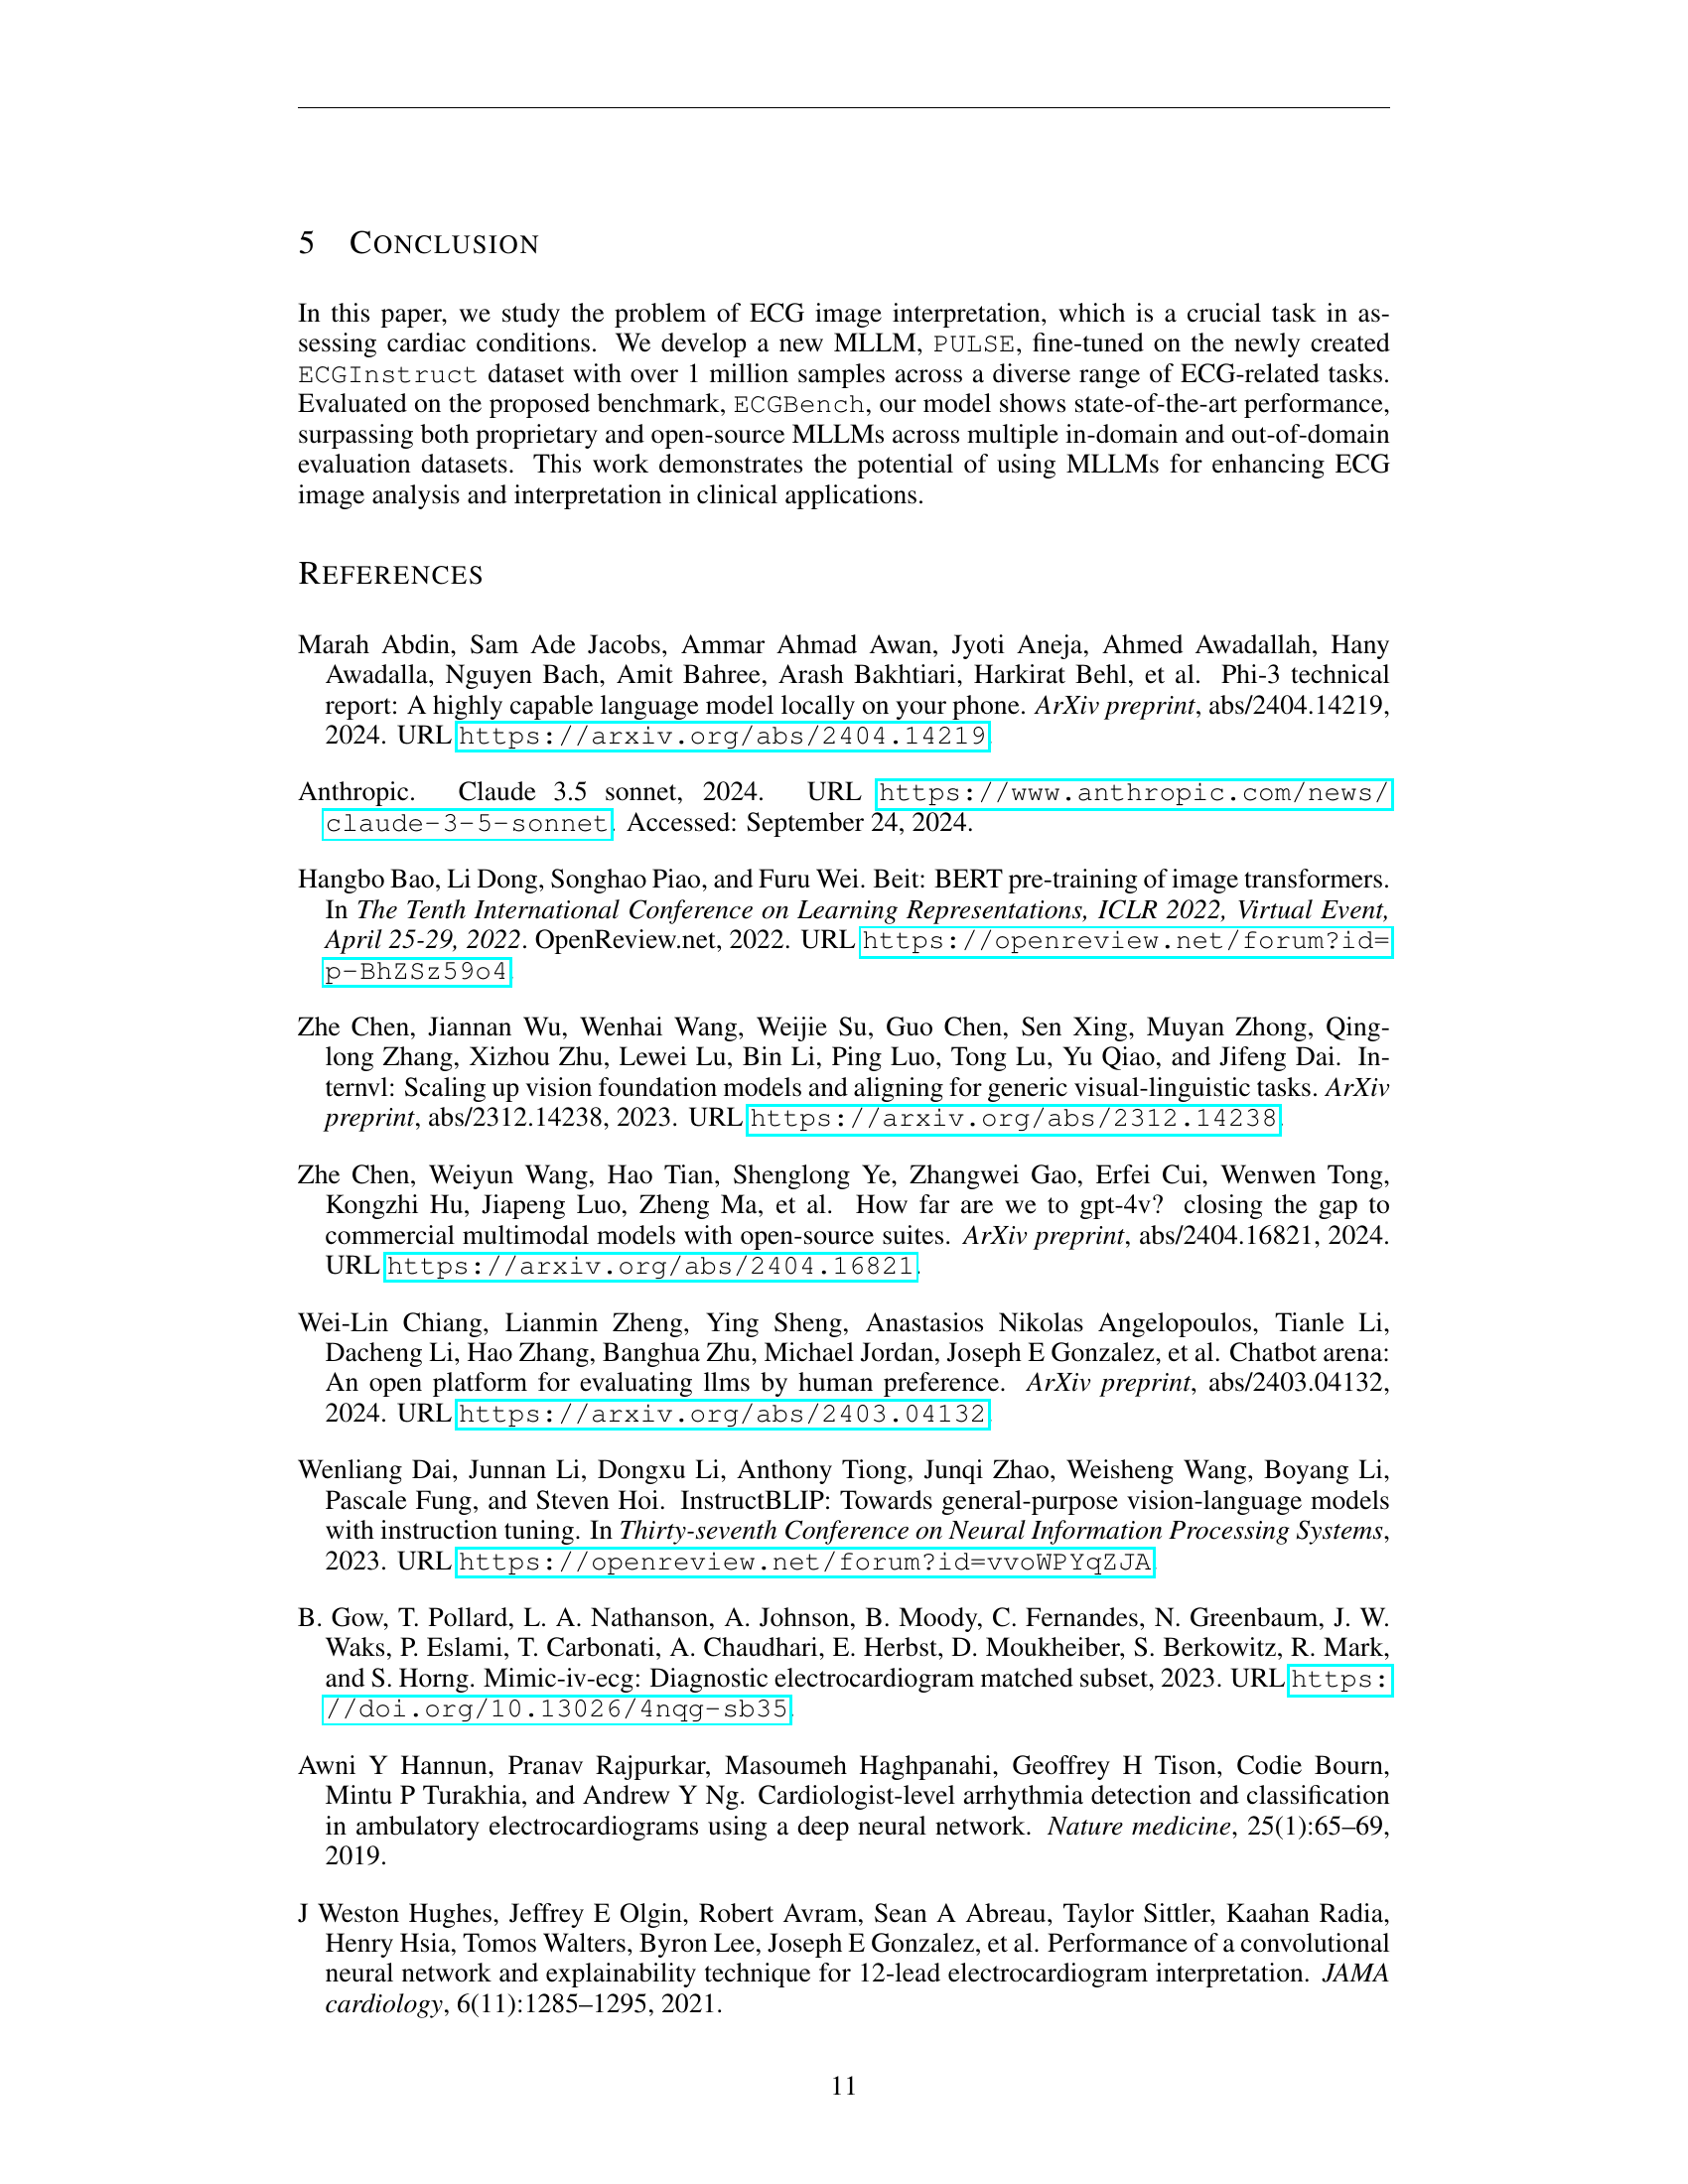 5 CONCLUSION
In this paper, we study the problem of ECG image interpretation, which is a crucial task in as-
sessing cardiac conditions. We develop a new MLLM, PULSE, fine-tuned on the newly created
ECGInstruct dataset with over 1 million samples across a diverse range of ECG-related tasks.
Evaluated on the proposed benchmark, ECGBench, our model shows state-of-the-art performance,
surpassing both proprietary and open-source MLLMs across multiple in-domain and out-of-domain
evaluation datasets. This work demonstrates the potential of using MLLMs for enhancing ECG
image analysis and interpretation in clinical applications.
REFERENCES
Marah Abdin, Sam Ade Jacobs, Ammar Ahmad Awan, Jyoti Aneja, Ahmed Awadallah, Hany
Awadalla, Nguyen Bach, Amit Bahree, Arash Bakhtiari, Harkirat Behl, et al. Phi-3 technical
report: A highly capable language model locally on your phone. ArXiv preprint, abs/2404.14219,
2024. URL https://arxiv.org/abs/2404.14219.
Anthropic. Claude 3.5 sonnet, 2024. URL https://www.anthropic.com/news/
claude-3-5-sonnet. Accessed: September 24, 2024.
Hangbo Bao, Li Dong, Songhao Piao, and Furu Wei. Beit: BERT pre-training of image transformers.
In The Tenth International Conference on Learning Representations, ICLR 2022, Virtual Event,
April 25-29, 2022. OpenReview.net, 2022. URL https://openreview.net/forum?id=
p-BhZSz59o4.
Zhe Chen, Jiannan Wu, Wenhai Wang, Weijie Su, Guo Chen, Sen Xing, Muyan Zhong, Qing-
long Zhang, Xizhou Zhu, Lewei Lu, Bin Li, Ping Luo, Tong Lu, Yu Qiao, and Jifeng Dai. In-
ternvl: Scaling up vision foundation models and aligning for generic visual-linguistic tasks. ArXiv
preprint, abs/2312.14238, 2023. URL https://arxiv.org/abs/2312.14238.
Zhe Chen, Weiyun Wang, Hao Tian, Shenglong Ye, Zhangwei Gao, Erfei Cui, Wenwen Tong,
Kongzhi Hu, Jiapeng Luo, Zheng Ma, et al. How far are we to gpt-4v? closing the gap to
commercial multimodal models with open-source suites. ArXiv preprint, abs/2404.16821, 2024.
URL https://arxiv.org/abs/2404.16821.
Wei-Lin Chiang, Lianmin Zheng, Ying Sheng, Anastasios Nikolas Angelopoulos, Tianle Li,
Dacheng Li, Hao Zhang, Banghua Zhu, Michael Jordan, Joseph E Gonzalez, et al. Chatbot arena:
An open platform for evaluating llms by human preference. ArXiv preprint, abs/2403.04132,
2024. URL https://arxiv.org/abs/2403.04132.
Wenliang Dai, Junnan Li, Dongxu Li, Anthony Tiong, Junqi Zhao, Weisheng Wang, Boyang Li,
Pascale Fung, and Steven Hoi. InstructBLIP: Towards general-purpose vision-language models
with instruction tuning. In Thirty-seventh Conference on Neural Information Processing Systems,
2023. URL https://openreview.net/forum?id=vvoWPYqZJA.
B. Gow, T. Pollard, L. A. Nathanson, A. Johnson, B. Moody, C. Fernandes, N. Greenbaum, J. W.
Waks, P. Eslami, T. Carbonati, A. Chaudhari, E. Herbst, D. Moukheiber, S. Berkowitz, R. Mark,
and S. Horng. Mimic-iv-ecg: Diagnostic electrocardiogram matched subset, 2023. URL https:
//doi.org/10.13026/4nqg-sb35.
Awni Y Hannun, Pranav Rajpurkar, Masoumeh Haghpanahi, Geoffrey H Tison, Codie Bourn,
Mintu P Turakhia, and Andrew Y Ng. Cardiologist-level arrhythmia detection and classification
in ambulatory electrocardiograms using a deep neural network. Nature medicine, 25(1):65–69,
2019.
J Weston Hughes, Jeffrey E Olgin, Robert Avram, Sean A Abreau, Taylor Sittler, Kaahan Radia,
Henry Hsia, Tomos Walters, Byron Lee, Joseph E Gonzalez, et al. Performance of a convolutional
neural network and explainability technique for 12-lead electrocardiogram interpretation. JAMA
cardiology, 6(11):1285–1295, 2021.
11